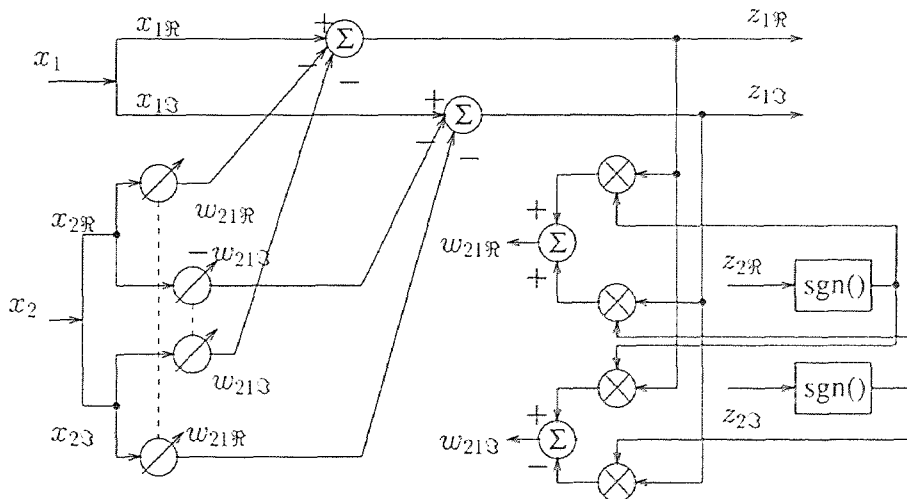 x₁ℜ
+
Σ
z₁ℜ
x₁
−
−
x₁ℑ
+
Σ
z₁ℑ
−
−
w₂₁ℜ
x₂ℜ
−w₂₁ℑ
x₂
w₂₁ℑ
x₂ℑ
w₂₁ℜ
+
w₂₁ℜ
Σ
+
z₂ℜ
sgn()
+
w₂₁ℑ
Σ
−
sgn()
z₂ℑ